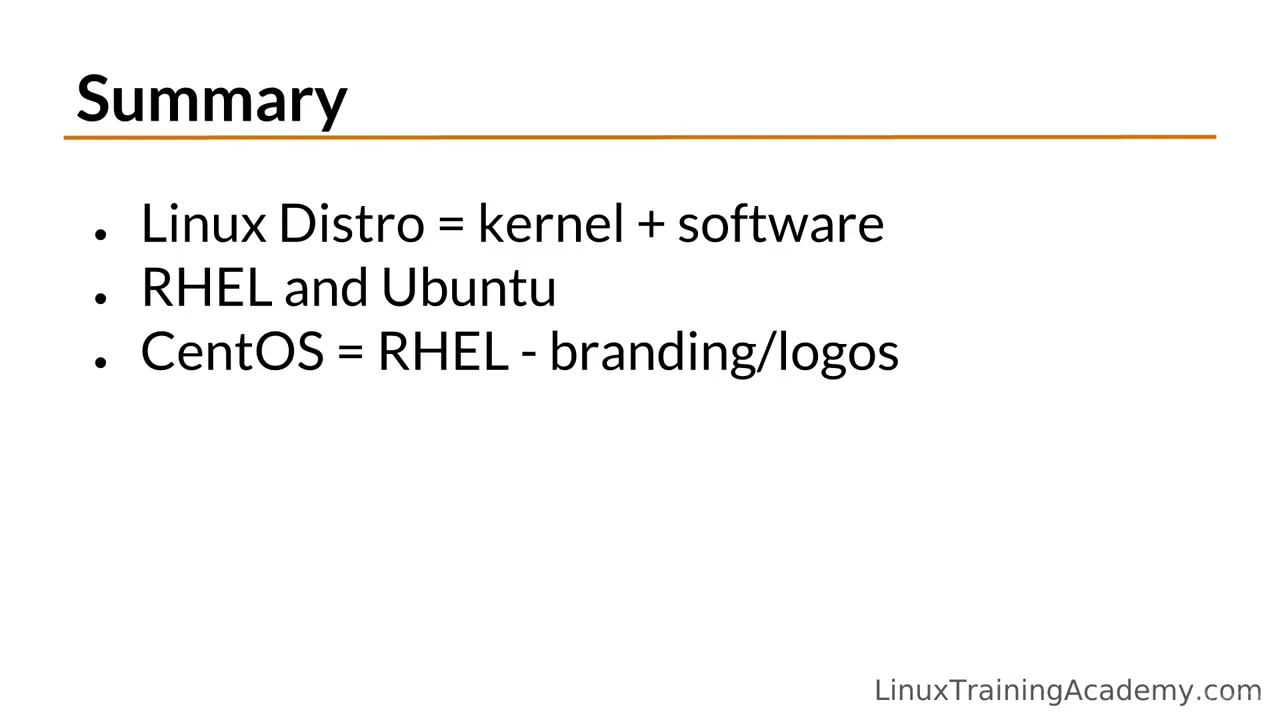 Summary
• Linux Distro = kernel + software
• RHEL and Ubuntu
• CentOS = RHEL - branding/logos
LinuxTrainingAcademy.com